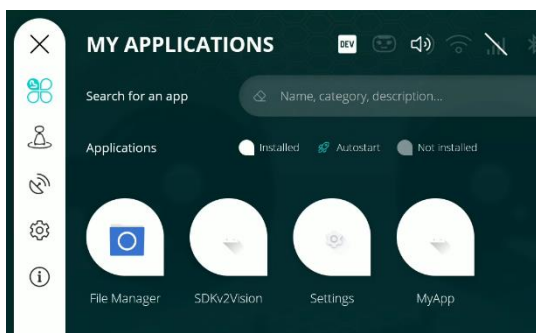 MY APPLICATIONS
DEV
Search for an app
Name, category, description...
Applications
Installed
Autostart
Not installed
File Manager
SDKv2Vision
Settings
MyApp